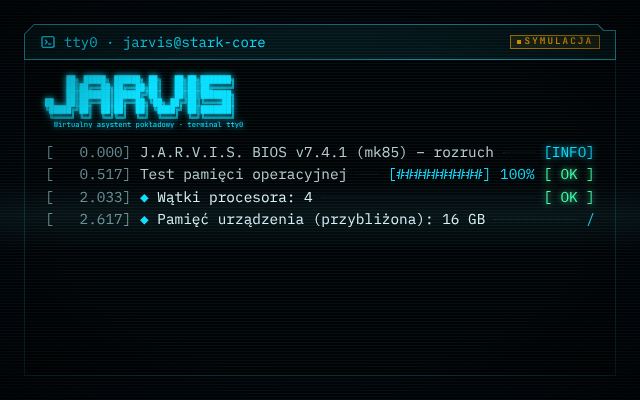 tty0 · jarvis@stark-core
SYMULACJA
JARVIS
Wirtualny asystent pokładowy · terminal tty0
[ 0.000] J.A.R.V.I.S. BIOS v7.4.1 (mk85) – rozruch [INFO]
[ 0.517] Test pamięci operacyjnej [##########] 100% [ OK ]
[ 2.033] ◆ Wątki procesora: 4 [ OK ]
[ 2.617] ◆ Pamięć urządzenia (przybliżona): 16 GB /